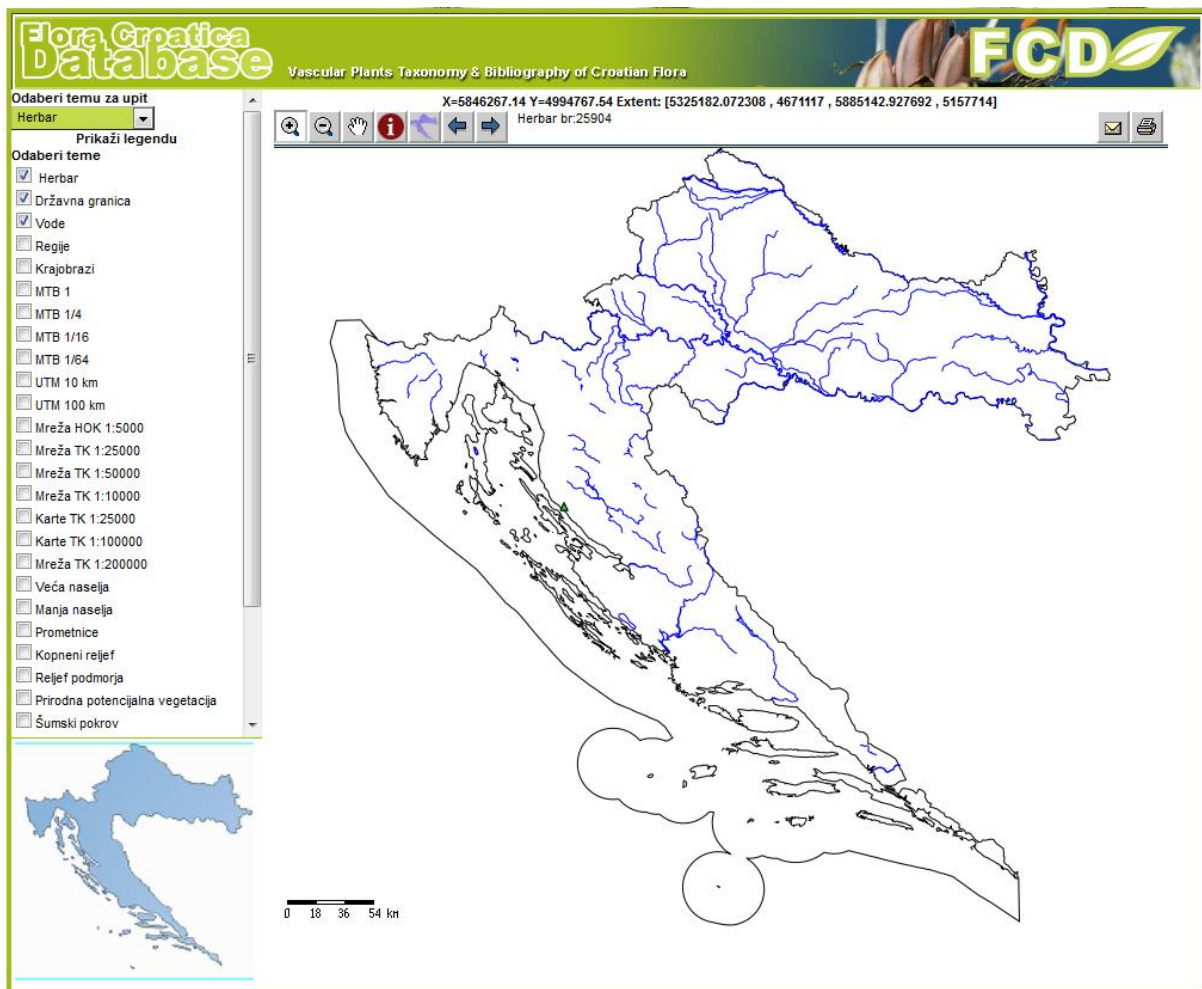 Flora Croatica
Database
Vascular Plants Taxonomy & Bibliography of Croatian Flora
FCD
Odaberi temu za upit
Herbar
Prikaži legendu
Odaberi teme
Herbar
Državna granica
Vode
Regije
Krajobrazi
MTB 1
MTB 1/4
MTB 1/16
MTB 1/64
UTM 10 km
UTM 100 km
Mreža HOK 1:5000
Mreža TK 1:25000
Mreža TK 1:50000
Mreža TK 1:10000
Karte TK 1:25000
Karte TK 1:100000
Mreža TK 1:200000
Veća naselja
Manja naselja
Prometnice
Kopneni reljef
Reljef podmorja
Prirodna potencijalna vegetacija
Šumski pokrov
X=5846267.14 Y=4994767.54 Extent: [5325182.072308 , 4671117 , 5885142.927692 , 5157714]
Herbar br:25904
0 18 36 54 км